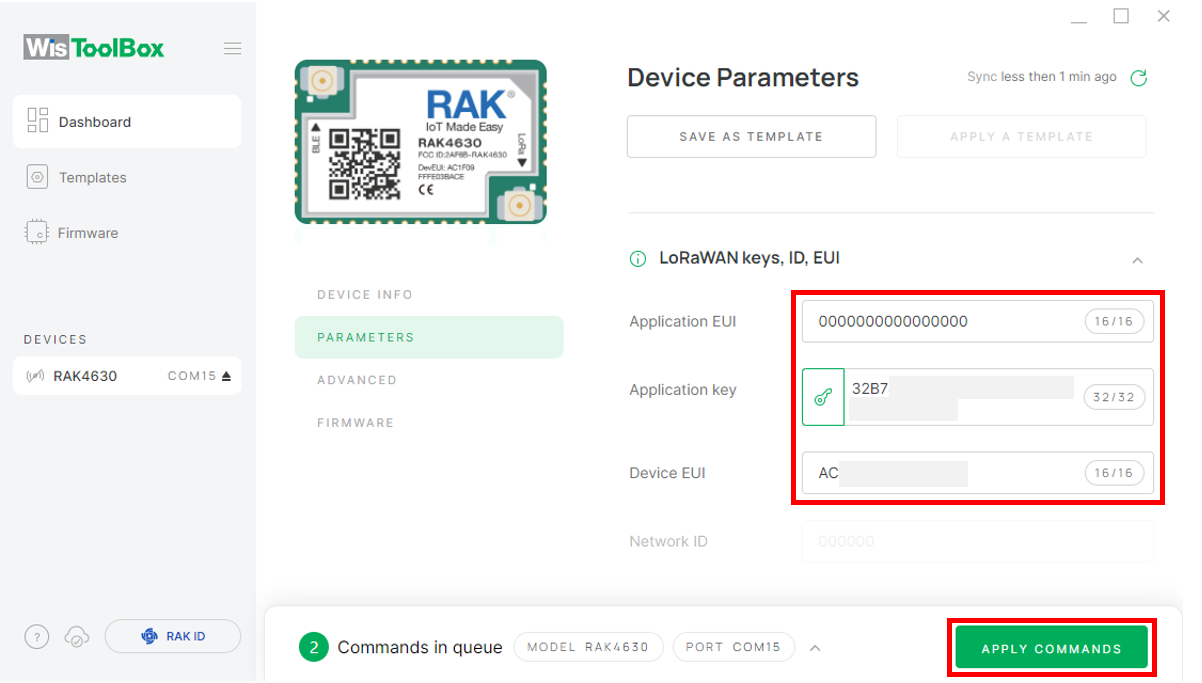 WisToolBox
Dashboard
Templates
Firmware
DEVICES
RAK4630 COM15
?
RAK ID
RAK®
IoT Made Easy
RAK4630
FCC ID:2AF6B-RAK4630
DevEUI: AC1F09
FFFE03BACE
CE
BLE
LoRa
DEVICE INFO
PARAMETERS
ADVANCED
FIRMWARE
Device Parameters
Sync less then 1 min ago
SAVE AS TEMPLATE
APPLY A TEMPLATE
LoRaWAN keys, ID, EUI
Application EUI 0000000000000000 16/16
Application key 32B7 32/32
Device EUI AC 16/16
Network ID 000000
2 Commands in queue MODEL RAK4630 PORT COM15
APPLY COMMANDS